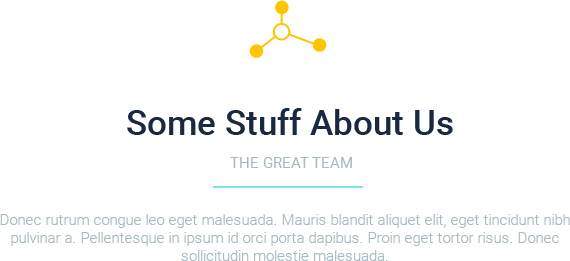 Some Stuff About Us
THE GREAT TEAM
Donec rutrum congue leo eget malesuada. Mauris blandit aliquet elit, eget tincidunt nibh
pulvinar a. Pellentesque in ipsum id orci porta dapibus. Proin eget tortor risus. Donec
sollicitudin molestie malesuada.